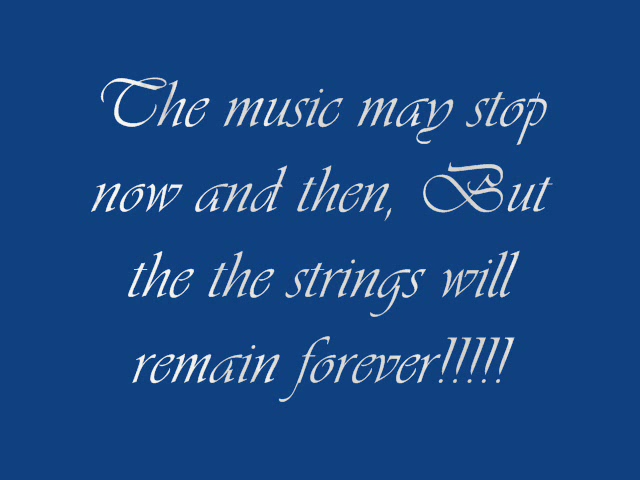 The music may stop
now and then, But
the the strings will
remain forever!!!!!